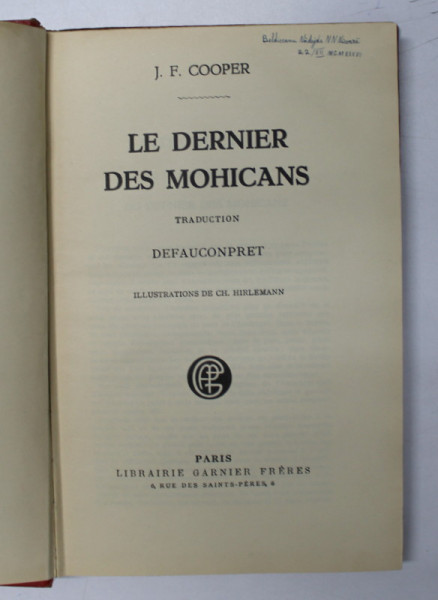 J. F. COOPER
LE DERNIER
DES MOHICANS
TRADUCTION
DEFAUCONPRET
ILLUSTRATIONS DE CH. HIRLEMANN
PARIS
LIBRAIRIE GARNIER FRÈRES
6, RUE DES SAINTS-PÈRES, 6